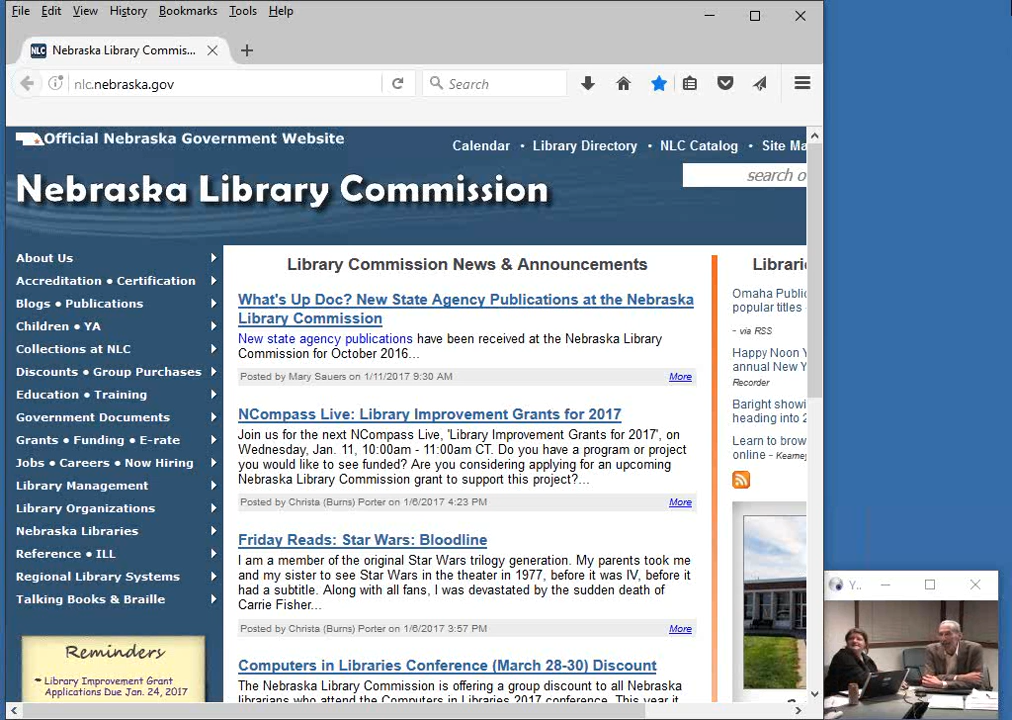 File Edit View History Bookmarks Tools Help
NLC Nebraska Library Commis...
nlc.nebraska.gov
Search
Official Nebraska Government Website
Calendar • Library Directory • NLC Catalog • Site Ma
Nebraska Library Commission
search o
About Us
Accreditation • Certification
Blogs • Publications
Children • YA
Collections at NLC
Discounts • Group Purchases
Education • Training
Government Documents
Grants • Funding • E-rate
Jobs • Careers • Now Hiring
Library Management
Library Organizations
Nebraska Libraries
Reference • ILL
Regional Library Systems
Talking Books & Braille
Reminders
Library Improvement Grant
Applications Due Jan. 24, 2017
Library Commission News & Announcements
What's Up Doc? New State Agency Publications at the Nebraska
Library Commission
New state agency publications have been received at the Nebraska Library
Commission for October 2016...
Posted by Mary Sauers on 1/11/2017 9:30 AM More
NCompass Live: Library Improvement Grants for 2017
Join us for the next NCompass Live, 'Library Improvement Grants for 2017', on
Wednesday, Jan. 11, 10:00am - 11:00am CT. Do you have a program or project
you would like to see funded? Are you considering applying for an upcoming
Nebraska Library Commission grant to support this project?...
Posted by Christa (Burns) Porter on 1/6/2017 4:23 PM More
Friday Reads: Star Wars: Bloodline
I am a member of the original Star Wars trilogy generation. My parents took me
and my sister to see Star Wars in the theater in 1977, before it was IV, before it
had a subtitle. Along with all fans, I was devastated by the sudden death of
Carrie Fisher...
Posted by Christa (Burns) Porter on 1/6/2017 3:57 PM More
Computers in Libraries Conference (March 28-30) Discount
The Nebraska Library Commission is offering a group discount to all Nebraska
librarians who attend the Computers in Libraries 2017 conference. This year it
Librarie
Omaha Public
popular titles -
- via RSS
Happy Noon Y
annual New Y
Recorder
Baright showi
heading into 2
Learn to brow
online - Kearney
Y..